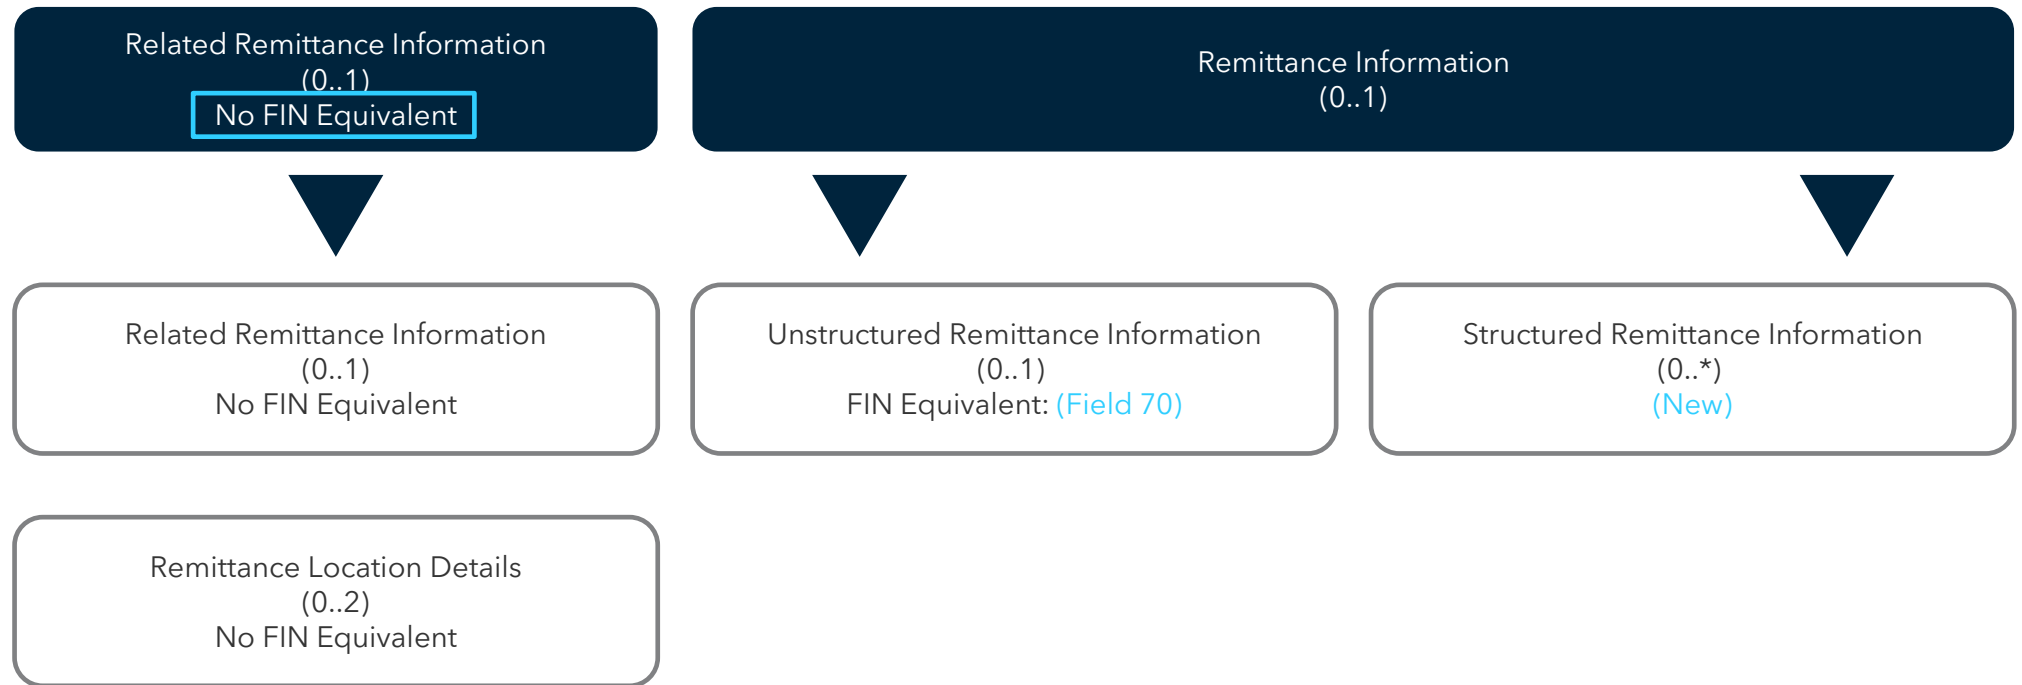 Related Remittance Information
(0..1)
No FIN Equivalent
Remittance Information
(0..1)
Related Remittance Information
(0..1)
No FIN Equivalent
Unstructured Remittance Information
(0..1)
FIN Equivalent: (Field 70)
Structured Remittance Information
(0..*)
(New)
Remittance Location Details
(0..2)
No FIN Equivalent